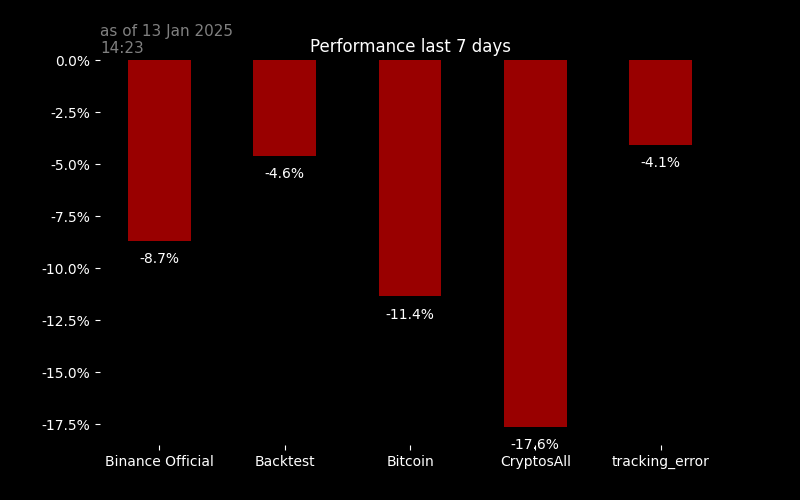 as of 13 Jan 2025
14:23
Performance last 7 days
0.0%
-2.5%
-5.0%
-7.5%
-10.0%
-12.5%
-15.0%
-17.5%
-8.7%
-4.6%
-11.4%
-17.6%
-4.1%
Binance Official
Backtest
Bitcoin
CryptosAll
tracking_error